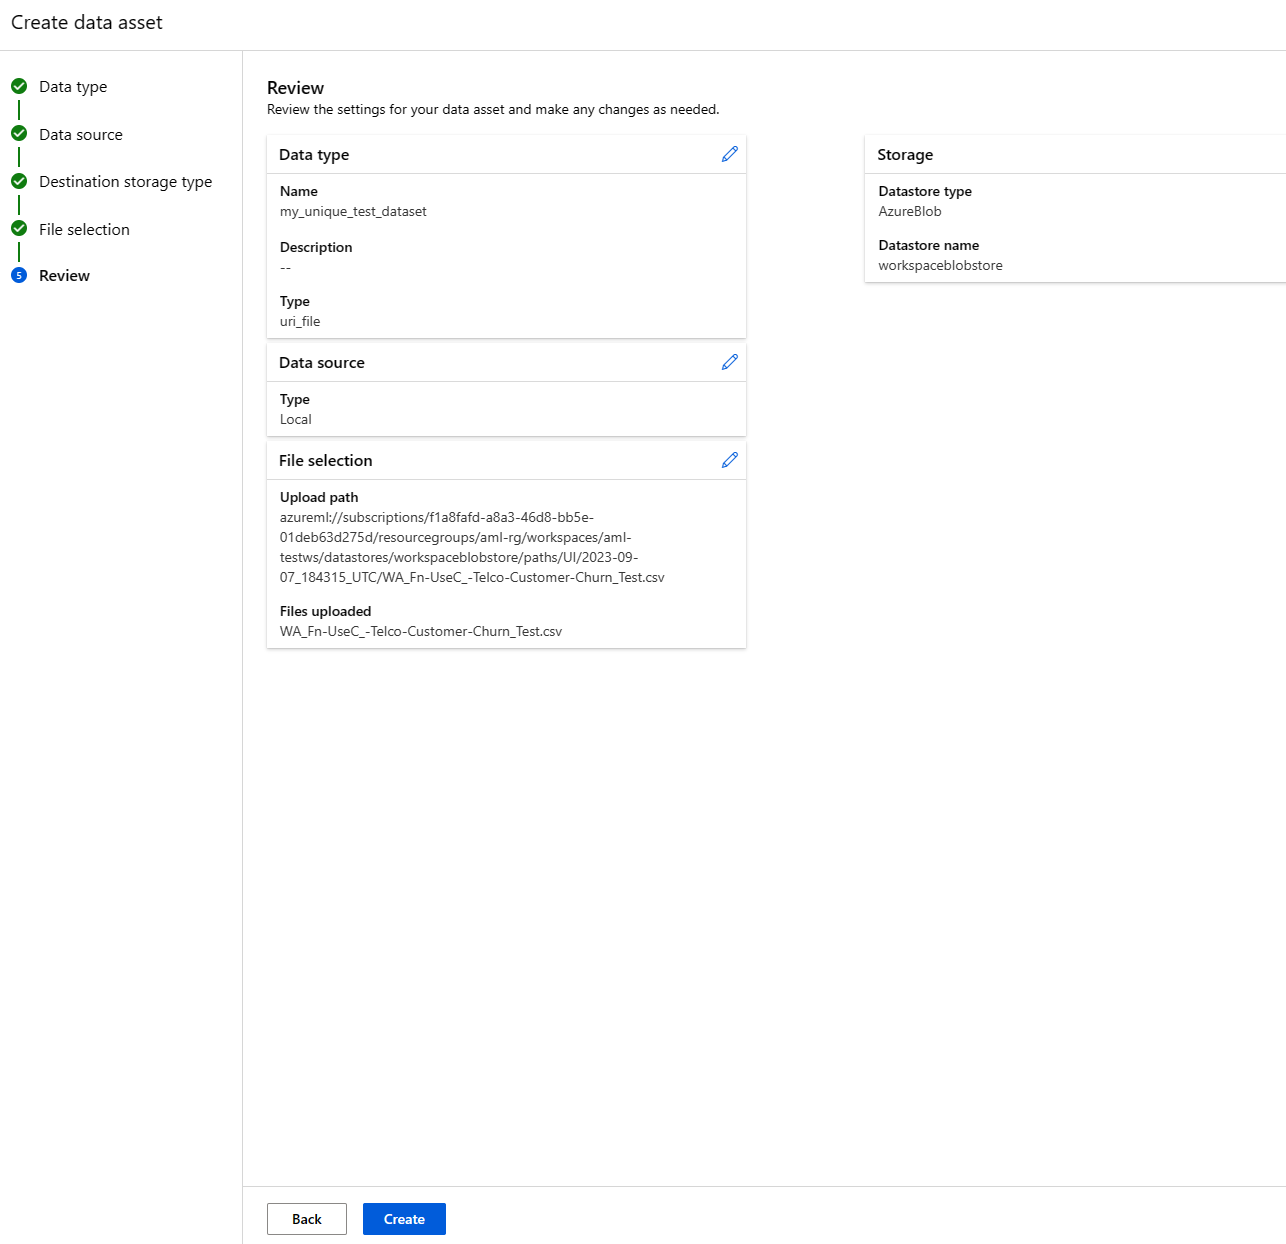 Create data asset
Data type
Data source
Destination storage type
File selection
5
Review
Review
Review the settings for your data asset and make any changes as needed.
Data type
Name
my_unique_test_dataset
Description
--
Type
uri_file
Data source
Type
Local
File selection
Upload path
azureml://subscriptions/f1a8fafd-a8a3-46d8-bb5e-
01deb63d275d/resourcegroups/aml-rg/workspaces/aml-
testws/datastores/workspaceblobstore/paths/UI/2023-09-
07_184315_UTC/WA_Fn-UseC_-Telco-Customer-Churn_Test.csv
Files uploaded
WA_Fn-UseC_-Telco-Customer-Churn_Test.csv
Storage
Datastore type
AzureBlob
Datastore name
workspaceblobstore
Back
Create